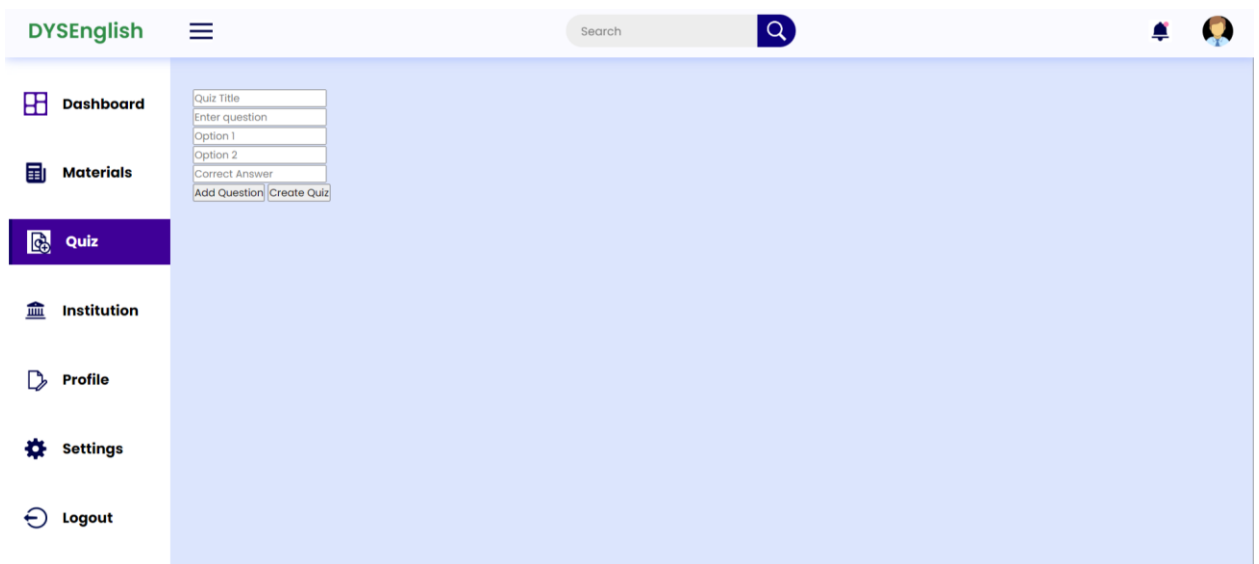 DYSEnglish
Search
Dashboard
Materials
Quiz
Institution
Profile
Settings
Logout
Quiz Title
Enter question
Option 1
Option 2
Correct Answer
Add Question Create Quiz